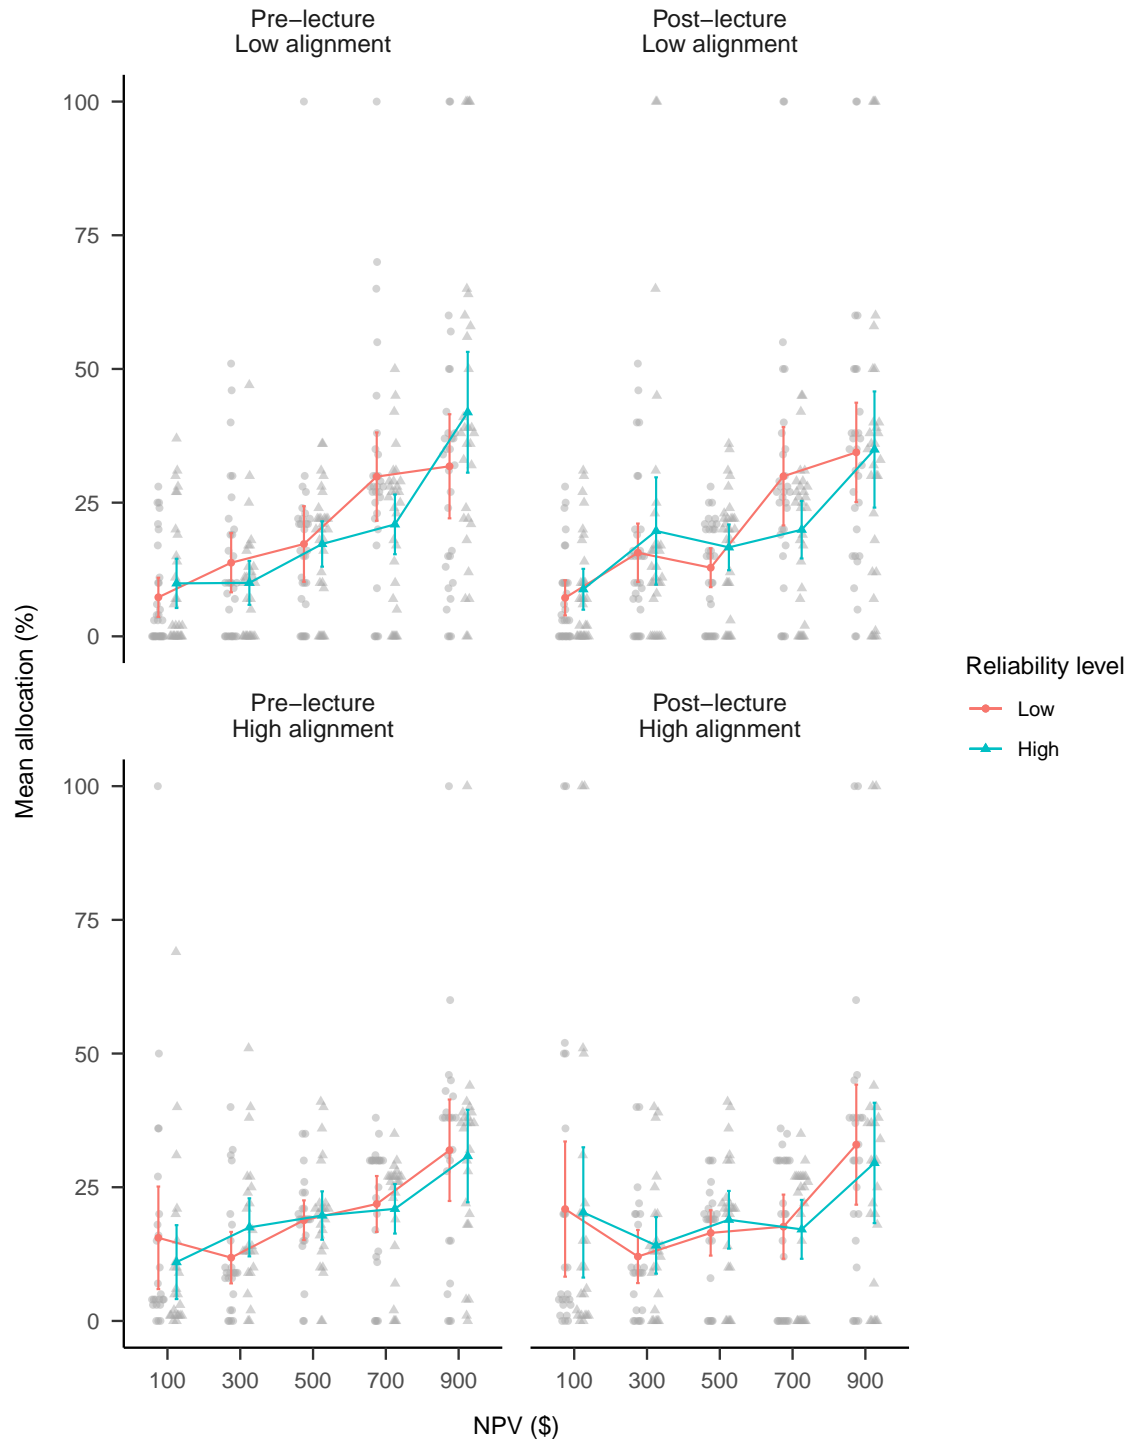 Pre−lecture
Low alignment
Post−lecture
Low alignment
100
75
50
25
0
Pre−lecture
High alignment
Post−lecture
High alignment
100
75
50
25
0
100 300 500 700 900
100 300 500 700 900
NPV ($)
Mean allocation (%)
Reliability level
Low
High